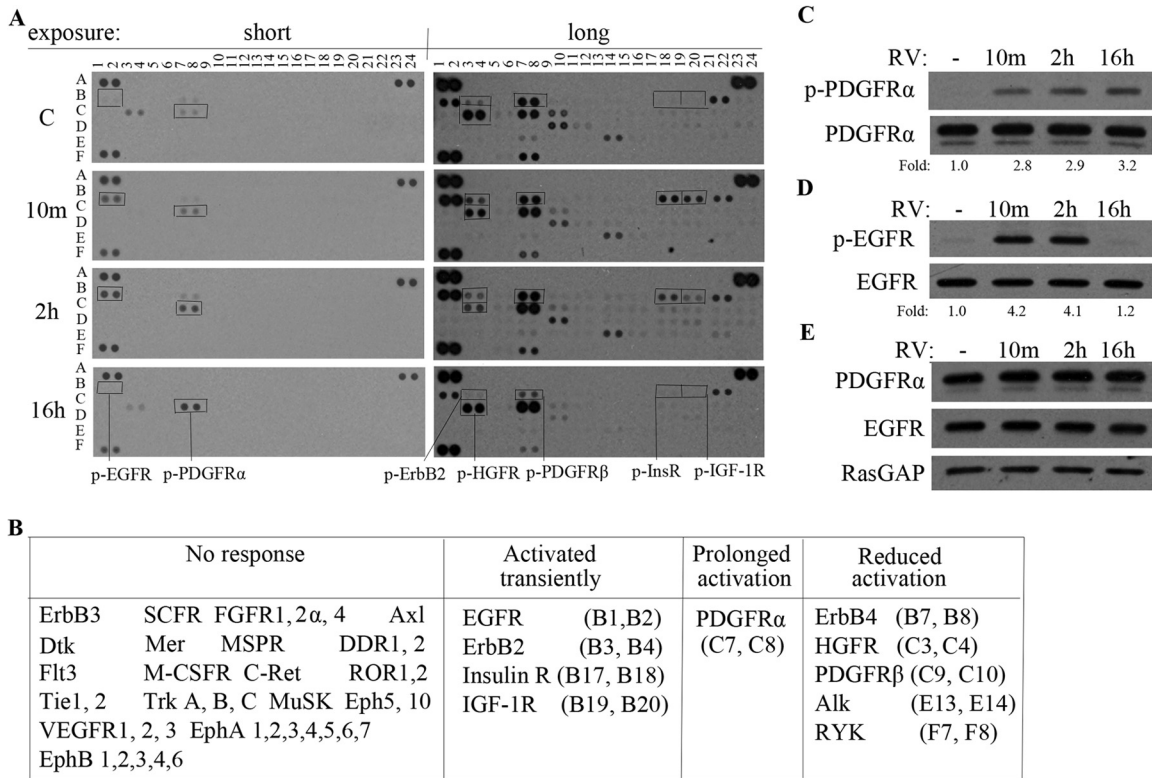 A
exposure: short long
1 2 3 4 5 6 7 8 9 10 11 12 13 14 15 16 17 18 19 20 21 22 23 24
1 2 3 4 5 6 7 8 9 10 11 12 13 14 15 16 17 18 19 20 21 22 23 24
C
A
B
C
D
E
F
10m
A
B
C
D
E
F
2h
A
B
C
D
E
F
16h
A
B
C
D
E
F
p-EGFR p-PDGFRα p-ErbB2 p-HGFR p-PDGFRβ p-InsR p-IGF-1R
C
RV: - 10m 2h 16h
p-PDGFRα
PDGFRα
Fold: 1.0 2.8 2.9 3.2
D
RV: - 10m 2h 16h
p-EGFR
EGFR
Fold: 1.0 4.2 4.1 1.2
E
RV: - 10m 2h 16h
PDGFRα
EGFR
RasGAP
B
No response
ErbB3 SCFR FGFR1, 2α, 4 Axl
Dtk Mer MSPR DDR1, 2
Flt3 M-CSFR C-Ret ROR1,2
Tie1, 2 Trk A, B, C MuSK Eph5, 10
VEGFR1, 2, 3 EphA 1,2,3,4,5,6,7
EphB 1,2,3,4,6
Activated
transiently
EGFR (B1,B2)
ErbB2 (B3, B4)
Insulin R (B17, B18)
IGF-1R (B19, B20)
Prolonged
activation
PDGFRα
(C7, C8)
Reduced
activation
ErbB4 (B7, B8)
HGFR (C3, C4)
PDGFRβ (C9, C10)
Alk (E13, E14)
RYK (F7, F8)